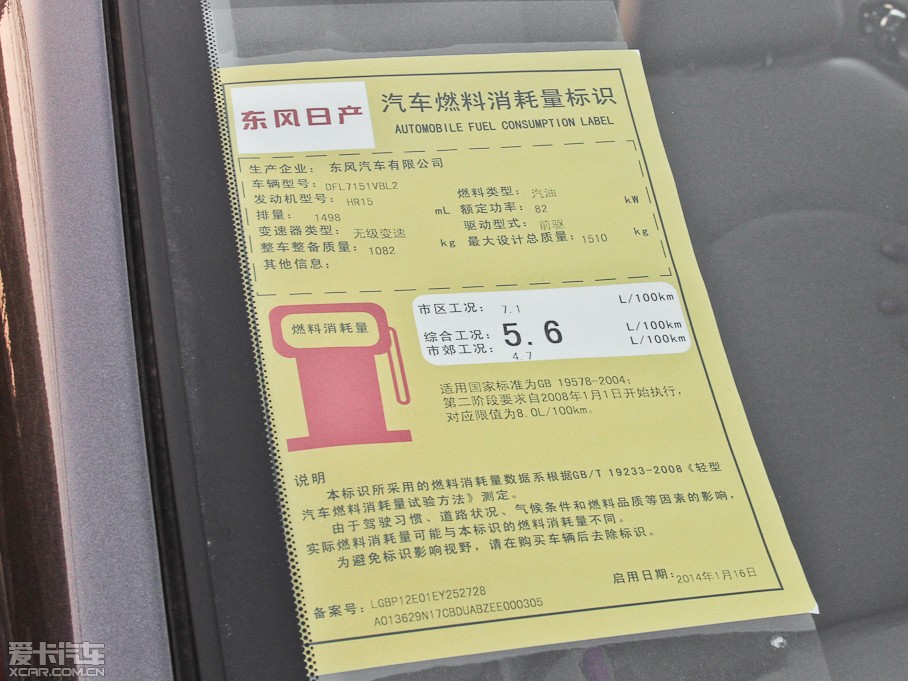 东风日产
汽车燃料消耗量标识
AUTOMOBILE FUEL CONSUMPTION LABEL
生产企业: 东风汽车有限公司
车辆型号: DFL7151VBL2
发动机型号: HR15 燃料类型: 汽油
排量: 1498 mL 额定功率: 82 kW
变速器类型: 无级变速 驱动型式: 前驱
整车整备质量: 1082 kg 最大设计总质量: 1510 kg
其他信息:
燃料消耗量
市区工况: 7.1 L/100km
综合工况: 5.6 L/100km
市郊工况: 4.7 L/100km
适用国家标准为GB 19578-2004;
第二阶段要求自2008年1月1日开始执行,
对应限值为8.0L/100km。
说明
本标识所采用的燃料消耗量数据系根据GB/T 19233-2008《轻型
汽车燃料消耗量试验方法》测定。
由于驾驶习惯、道路状况、气候条件和燃料品质等因素的影响,
实际燃料消耗量可能与本标识的燃料消耗量不同。
为避免标识影响视野,请在购买车辆后去除标识。
备案号: LGBP12E01EY252728 启用日期: 2014年1月16日
A013629N17CBDUABZEE000305
爱卡汽车
XCAR.COM.CN